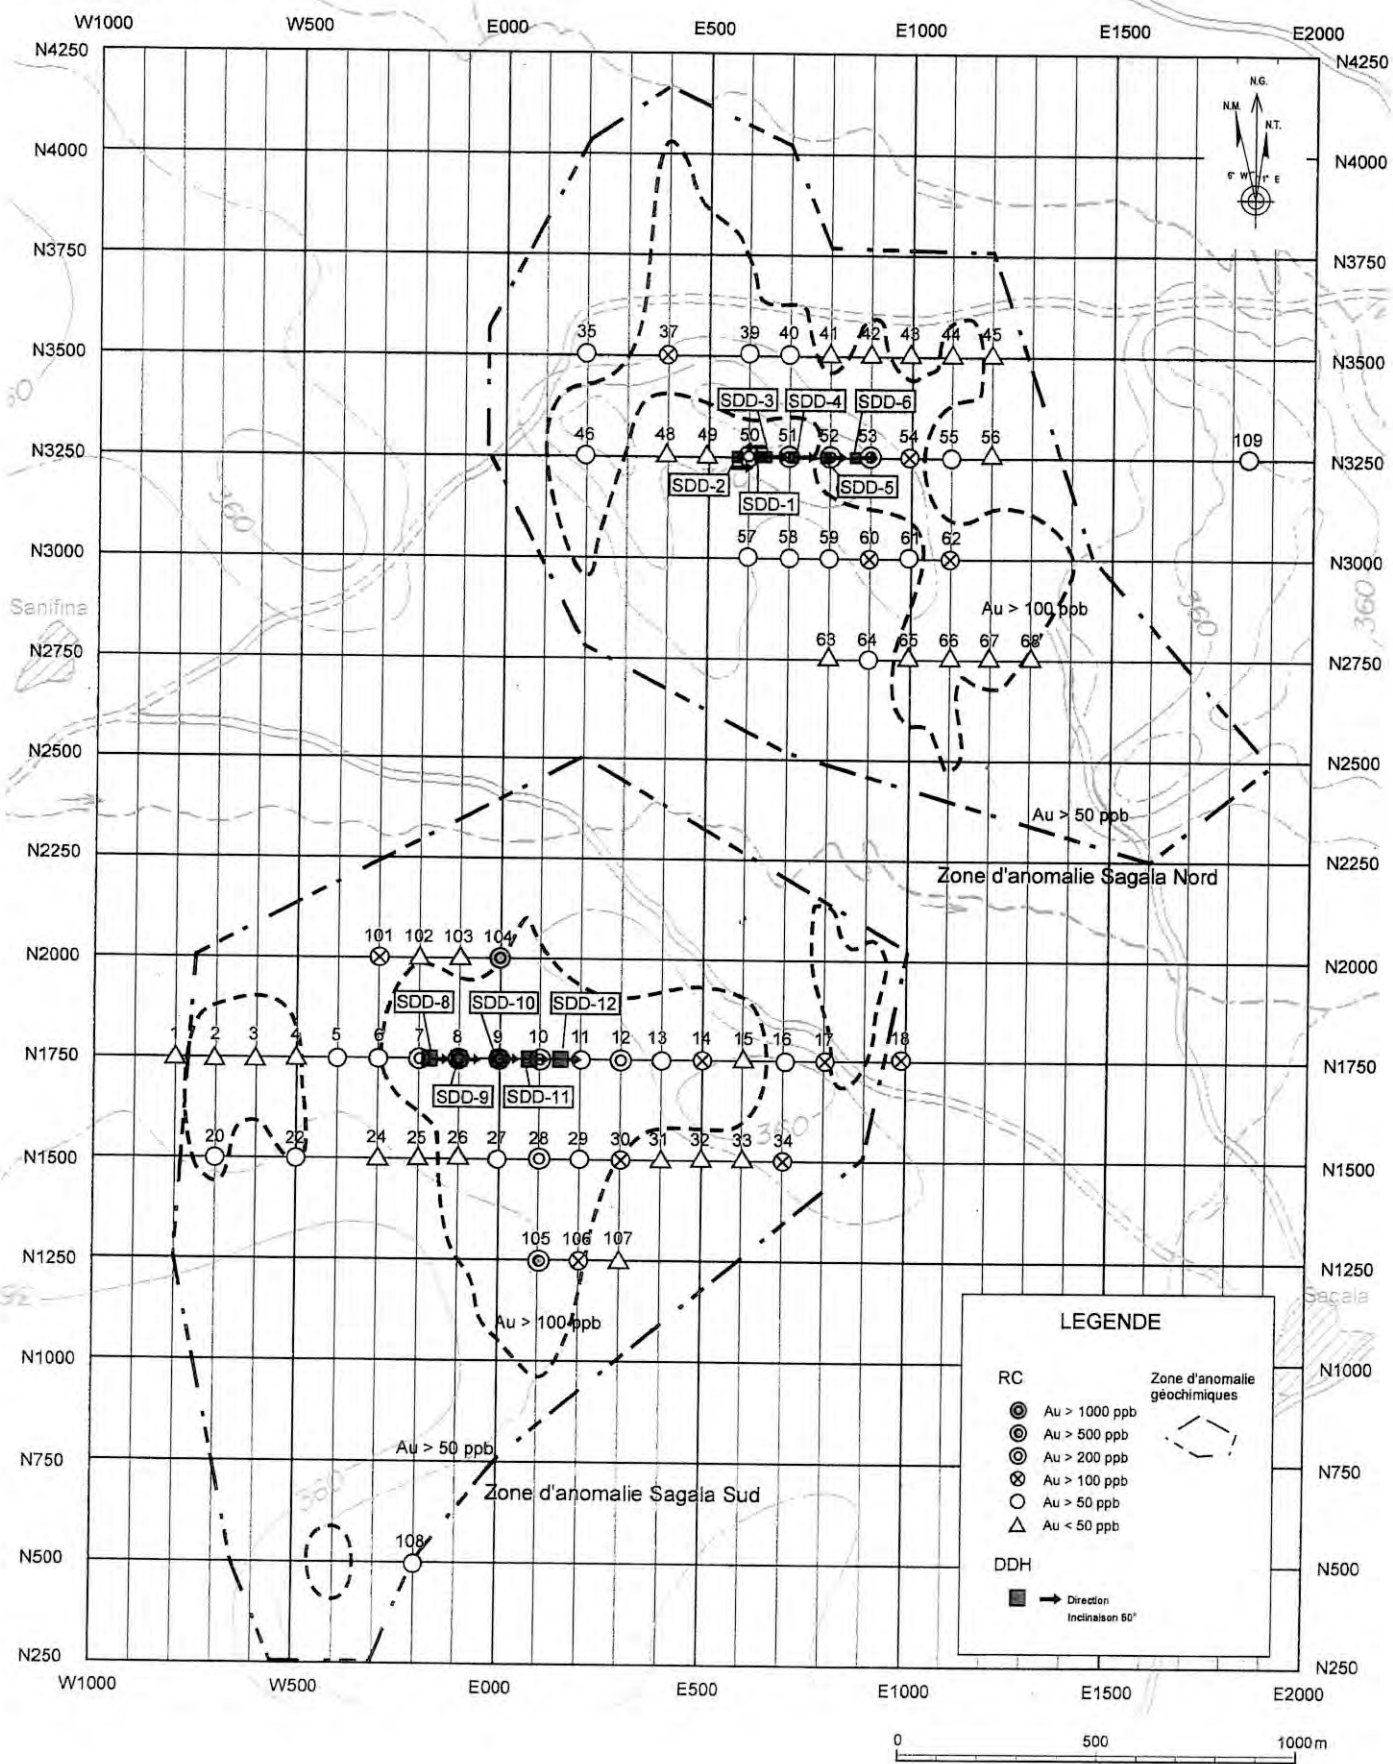 W1000 W500 E000 E500 E1000 E1500 E2000
N4250 N4250
N.G.
N.M. N.T.
6° W 1° E
N4000 N4000
N3750 N3750
35 37 39 40 41 42 43 44 45
N3500 N3500
SDD-3 SDD-4 SDD-6
46 48 49 50 51 52 53 54 55 56 109
N3250 N3250
SDD-2 SDD-5
SDD-1
360
57 58 59 60 61 62
N3000 N3000
Sanifina
Au > 100 ppb
360
360
63 64 65 66 67 68
N2750 N2750
N2500 N2500
Au > 50 ppb
N2250 N2250
Zone d'anomalie Sagala Nord
101 102 103 104
N2000 N2000
SDD-8 SDD-10 SDD-12
1 2 3 4 5 6 7 8 9 10 11 12 13 14 15 16 17 18
N1750 N1750
SDD-9 SDD-11
360
20 22 24 25 26 27 28 29 30 31 32 33 34
N1500 N1500
105 106 107
N1250 N1250
Sagala
Au > 100 ppb
LEGENDE
N1000 N1000
RC
Zone d'anomalie
géochimiques
Au > 1000 ppb
Au > 500 ppb
Au > 200 ppb
Au > 100 ppb
Au > 50 ppb
Au < 50 ppb
Au > 50 ppb
N750 N750
Zone d'anomalie Sagala Sud
360
108
N500 N500
DDH
Direction
Inclinaison 50°
N250 N250
W1000 W500 E000 E500 E1000 E1500 E2000
0 500 1000 m